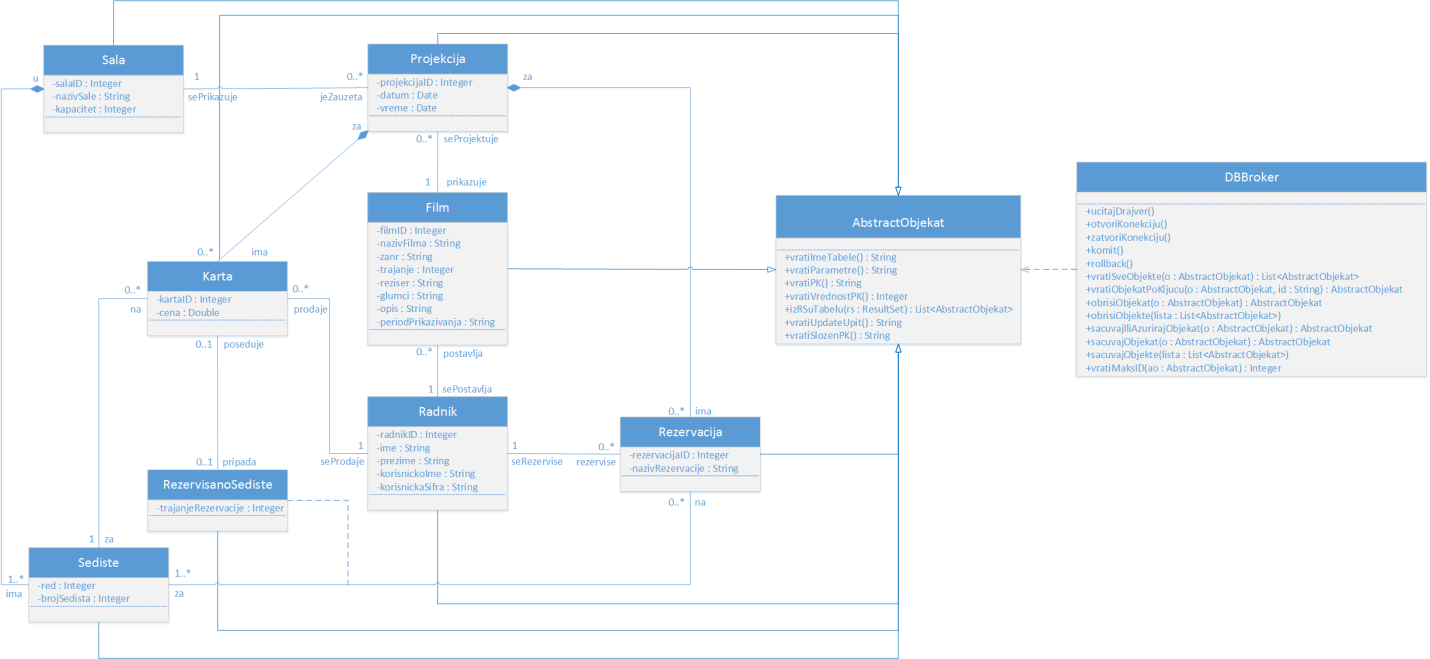 Sala
-salaID : Integer
-nazivSale : String
-kapacitet : Integer
u
1
sePrikazuje
0..*
jeZauzeta
Projekcija
-projekcijaID : Integer
-datum : Date
-vreme : Date
za
za
0..*
seProjektuje
1
prikazuje
Film
-filmID : Integer
-nazivFilma : String
-zanr : String
-trajanje : Integer
-reziser : String
-glumci : String
-opis : String
-periodPrikazivanja : String
0..*
postavlja
1
sePostavlja
0..*
ima
Karta
-kartaID : Integer
-cena : Double
0..*
na
0..*
prodaje
0..1
poseduje
Radnik
-radnikID : Integer
-ime : String
-prezime : String
-korisnickoIme : String
-korisnickaSifra : String
1
seProdaje
1
seRezervise
0..*
rezervise
0..*
ima
Rezervacija
-rezervacijaID : Integer
-nazivRezervacije : String
0..*
na
0..1
pripada
RezervisanoSediste
-trajanjeRezervacije : Integer
1
za
Sediste
-red : Integer
-brojSedista : Integer
1..*
ima
1..*
za
AbstractObjekat
+vratiImeTabele() : String
+vratiParametre() : String
+vratiPK() : String
+vratiVrednostPK() : Integer
+izRSuTabelu(rs : ResultSet) : List<AbstractObjekat>
+vratiUpdateUpit() : String
+vratiSlozenPK() : String
DBBroker
+ucitajDrajver()
+otvoriKonekciju()
+zatvoriKonekciju()
+komit()
+rollback()
+vratiSveObjekte(o : AbstractObjekat) : List<AbstractObjekat>
+vratiObjekatPoKljucu(o : AbstractObjekat, id : String) : AbstractObjekat
+obrisiObjekat(o : AbstractObjekat) : AbstractObjekat
+obrisiObjekte(lista : List<AbstractObjekat>)
+sacuvajIliAzurirajObjekat(o : AbstractObjekat) : AbstractObjekat
+sacuvajObjekat(o : AbstractObjekat) : AbstractObjekat
+sacuvajObjekte(lista : List<AbstractObjekat>)
+vratiMaksID(ao : AbstractObjekat) : Integer